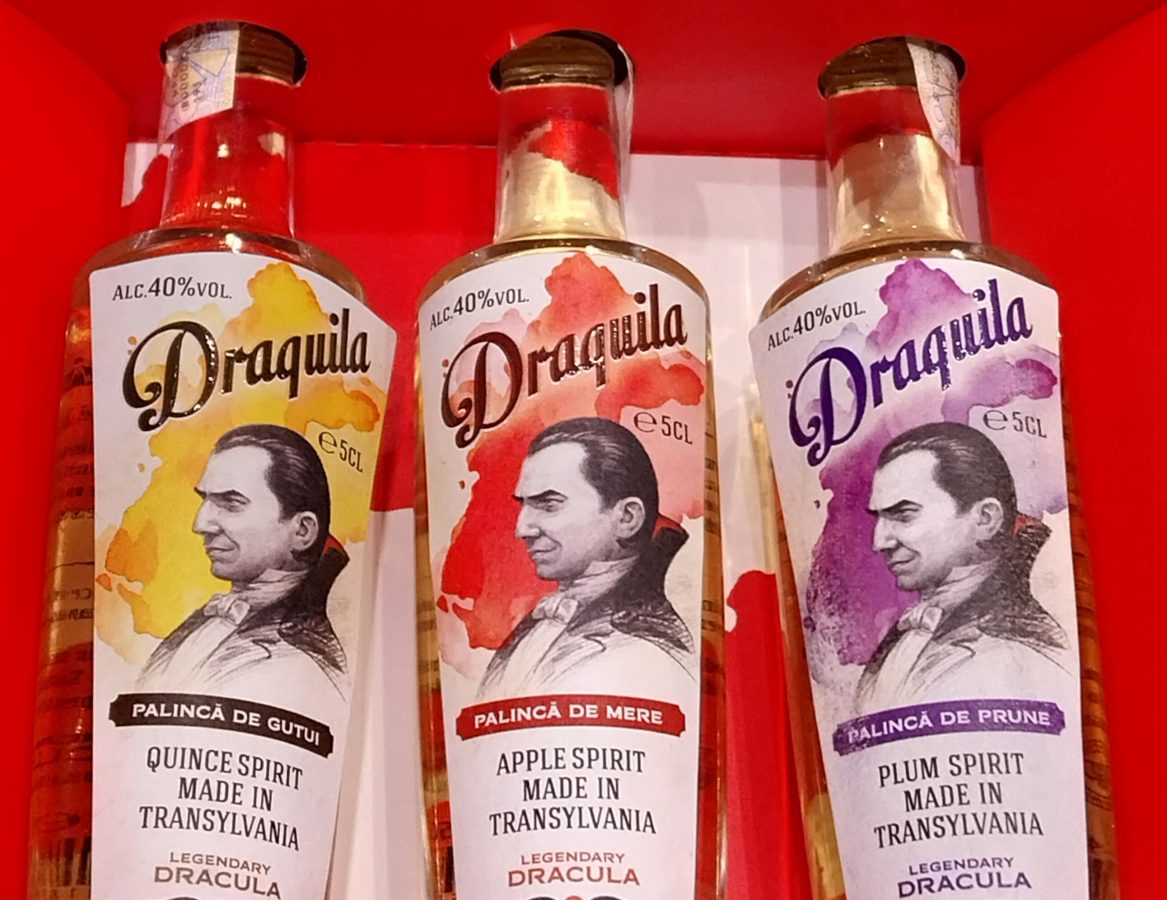 ALC.40%VOL.
Draquila
℮5CL
PALINCĂ DE GUTUI
QUINCE SPIRIT
MADE IN
TRANSYLVANIA
LEGENDARY
DRACULA
ALC.40%VOL.
Draquila
℮5CL
PALINCĂ DE MERE
APPLE SPIRIT
MADE IN
TRANSYLVANIA
LEGENDARY
DRACULA
ALC.40%VOL.
Draquila
℮5CL
PALINCĂ DE PRUNE
PLUM SPIRIT
MADE IN
TRANSYLVANIA
LEGENDARY
DRACULA